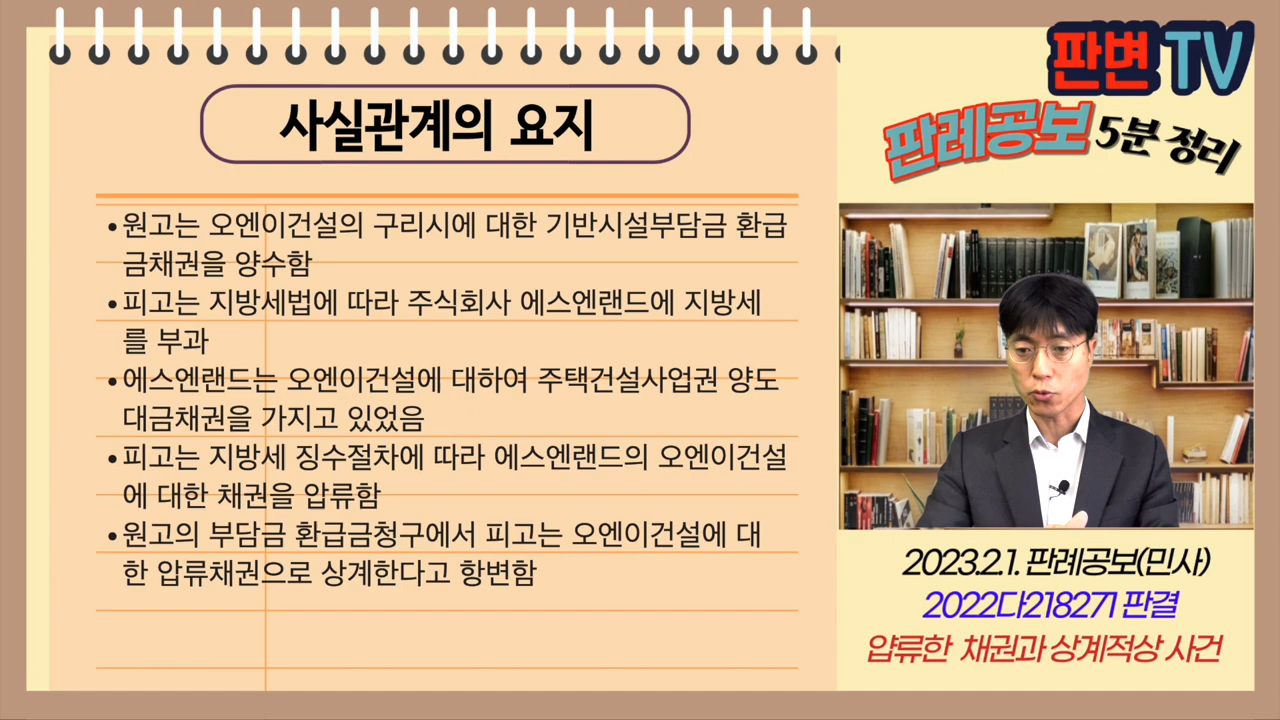 판변 TV
판례공보 5분 정리
사실관계의 요지
•원고는 오엔이건설의 구리시에 대한 기반시설부담금 환급
금채권을 양수함
•피고는 지방세법에 따라 주식회사 에스엔랜드에 지방세
를 부과
•에스엔랜드는 오엔이건설에 대하여 주택건설사업권 양도
대금채권을 가지고 있었음
•피고는 지방세 징수절차에 따라 에스엔랜드의 오엔이건설
에 대한 채권을 압류함
•원고의 부담금 환급금청구에서 피고는 오엔이건설에 대
한 압류채권으로 상계한다고 항변함
2023.2.1. 판례공보(민사)
2022다218271 판결
압류한 채권과 상계적상 사건